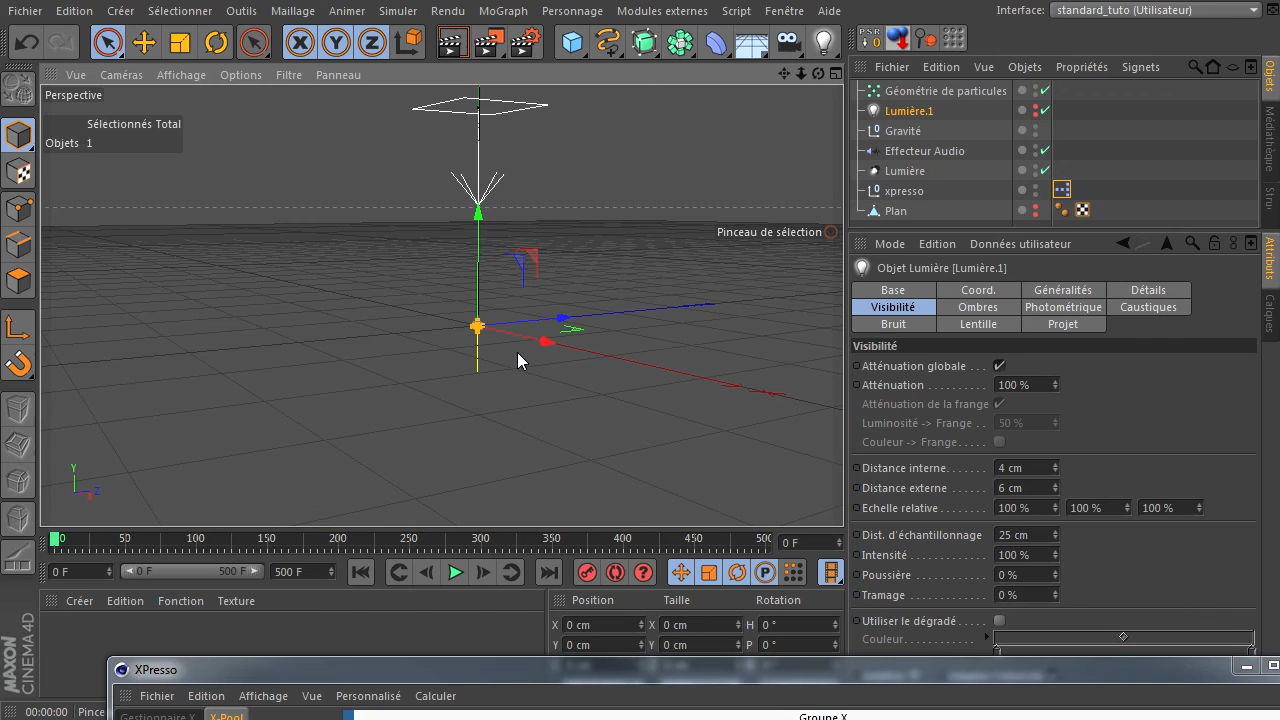 Fichier Edition Créer Sélectionner Outils Maillage Animer Simuler Rendu MoGraph Personnage Modules externes Script Fenêtre Aide Interface: standard_tuto (Utilisateur)
X Y Z PSR 0
Vue Caméras Affichage Options Filtre Panneau
Fichier Edition Vue Objets Propriétés Signets
Perspective
Sélectionnés Total
Objets 1
Pinceau de sélection
Y
Z
Géométrie de particules
Lumière.1
Gravité
Effecteur Audio
Lumière
xpresso
Plan
Objets
Médiathèque
Stru
Mode Edition Données utilisateur
Objet Lumière [Lumière.1]
Base Coord. Généralités Détails
Visibilité Ombres Photométrique Caustiques
Bruit Lentille Projet
Attributs
Calques
Visibilité
Atténuation globale . . .
Atténuation . . . . . . . . . . 100 %
Atténuation de la frange
Luminosité -> Frange . . 50 %
Couleur -> Frange. . . . .
Distance interne. . . . . . . 4 cm
Distance externe . . . . . . 6 cm
Echelle relative . . . . . . . . 100 % 100 % 100 %
Dist. d'échantillonnage 25 cm
Intensité . . . . . . . . . . . . . 100 %
Poussière . . . . . . . . . . . . 0 %
Tramage . . . . . . . . . . . . . 0 %
Utiliser le dégradé. . . . .
Couleur. . . . . . . . . . . . . .
0 50 100 150 200 250 300 350 400 450 500 0 F
0 F 0 F 500 F 500 F
Créer Edition Fonction Texture
Position Taille Rotation
X 0 cm X 0 cm H 0 °
Y 0 cm Y 0 cm P 0 °
MAXON
CINEMA 4D
XPresso
Fichier Edition Affichage Vue Personnalisé Calculer
Gestionnaire X X-Pool Groupe X
00:00:00 Pince